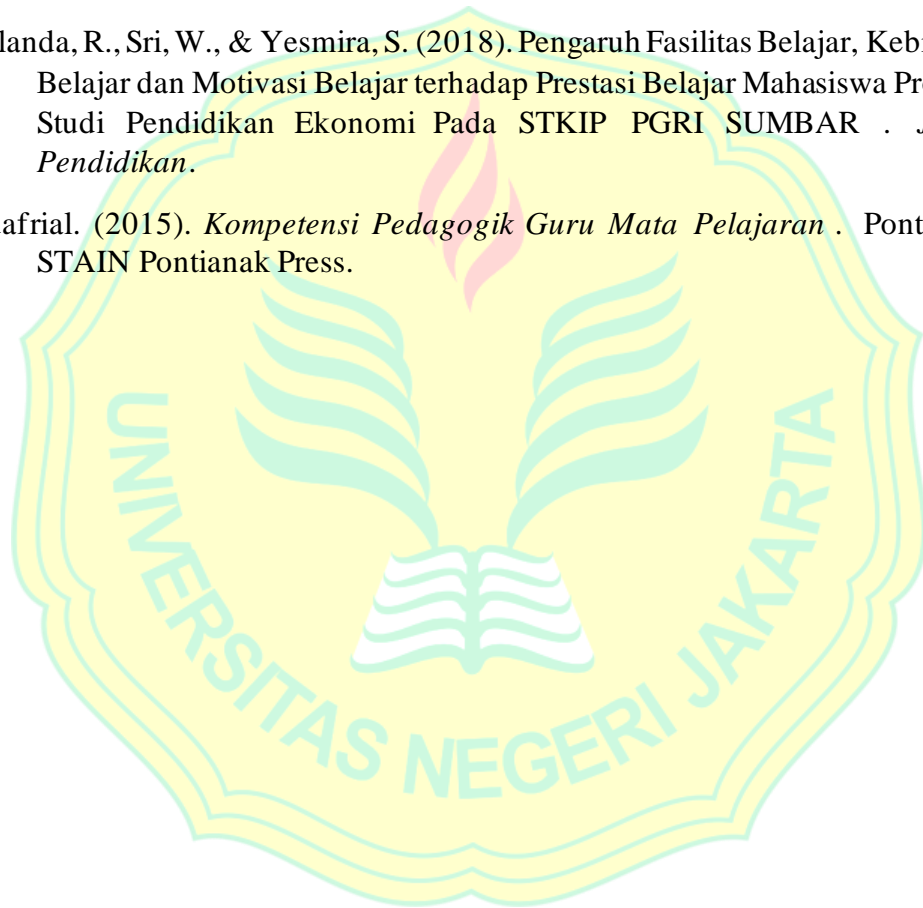 landa, R., Sri, W., & Yesmira, S. (2018). Pengaruh Fasilitas Belajar, Keb
Belajar dan Motivasi Belajar terhadap Prestasi Belajar Mahasiswa Pr
Studi Pendidikan Ekonomi Pada STKIP PGRI SUMBAR . J
Pendidikan.
afrial. (2015). Kompetensi Pedagogik Guru Mata Pelajaran . Pont
STAIN Pontianak Press.
UNIVERSITAS NEGERI JAKARTA